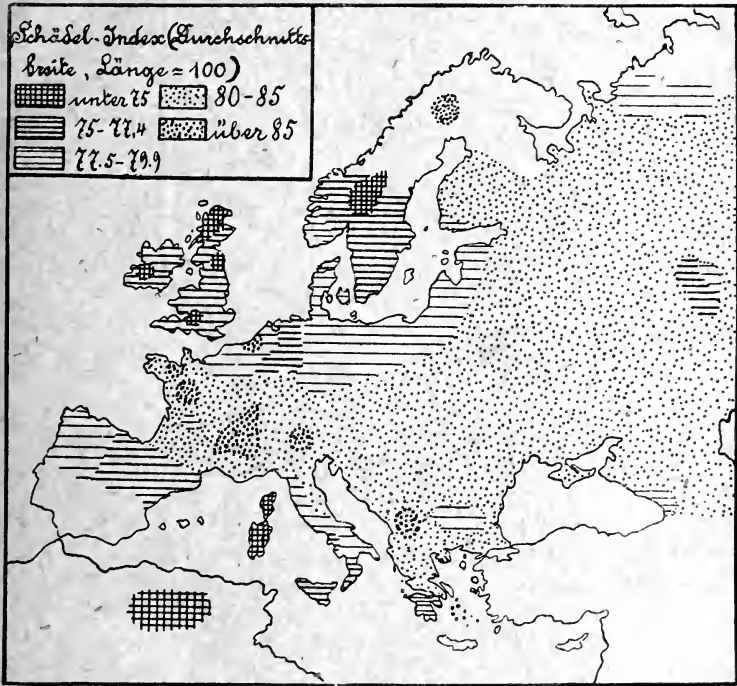 Schädel-Index (Durchschnitts-
breite, Länge = 100)
unter 75 80-85
75-77.4 über 85
77.5-79.9